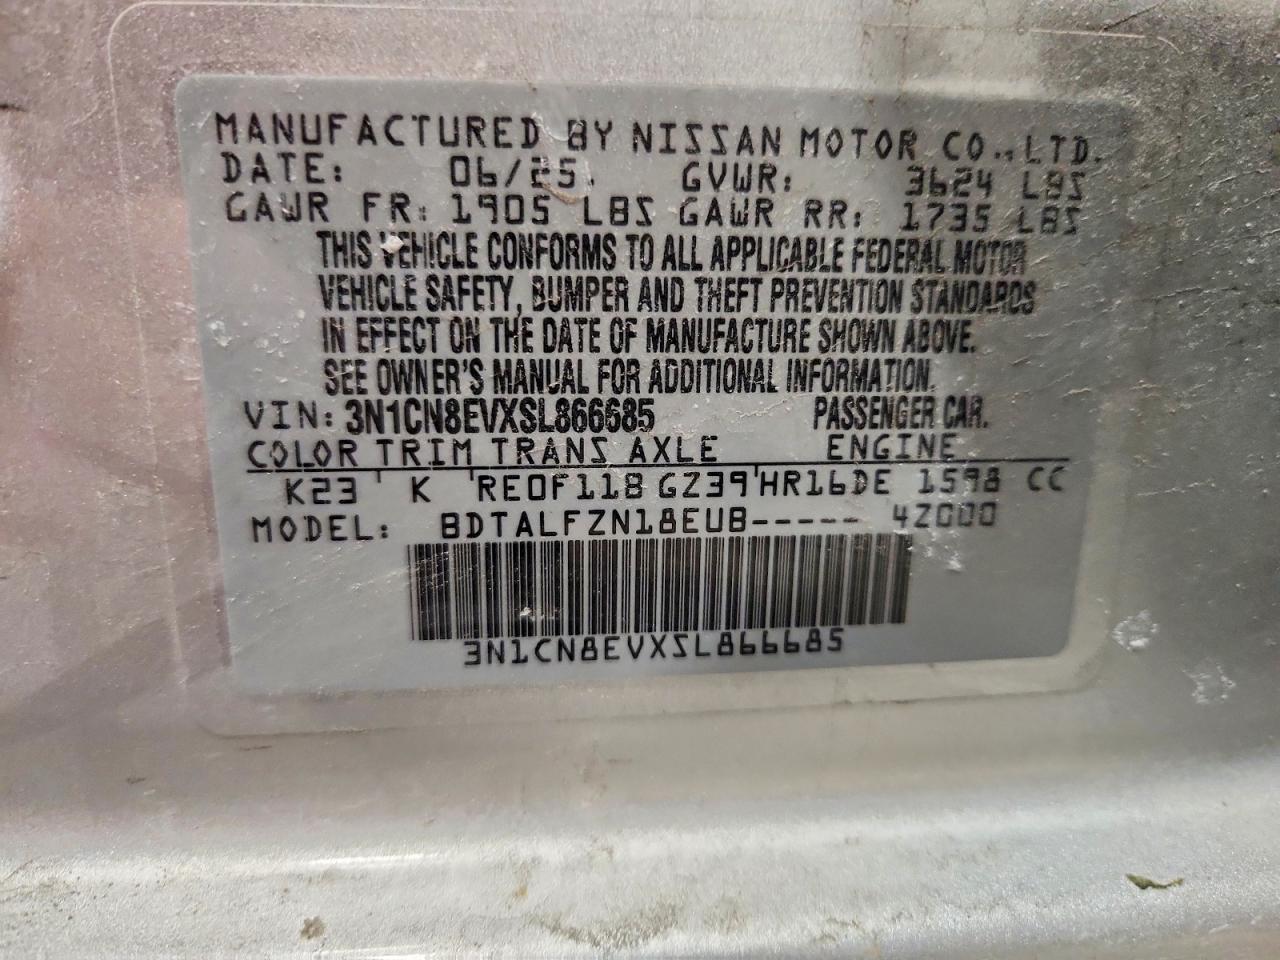 MANUFACTURED BY NISSAN MOTOR CO.,LTD.
DATE: 06/25. GVWR: 3624 LBS
GAWR FR: 1905 LBS GAWR RR: 1735 LBS
THIS VEHICLE CONFORMS TO ALL APPLICABLE FEDERAL MOTOR
VEHICLE SAFETY, BUMPER AND THEFT PREVENTION STANDARDS
IN EFFECT ON THE DATE OF MANUFACTURE SHOWN ABOVE.
SEE OWNER'S MANUAL FOR ADDITIONAL INFORMATION.
VIN: 3N1CN8EVXSL866685 PASSENGER CAR.
COLOR TRIM TRANS AXLE ENGINE
K23 K RE0F11B GZ39 HR16DE 1598 CC
MODEL: BDTALFZN18EUB----- 4Z000
3N1CN8EVXSL866685